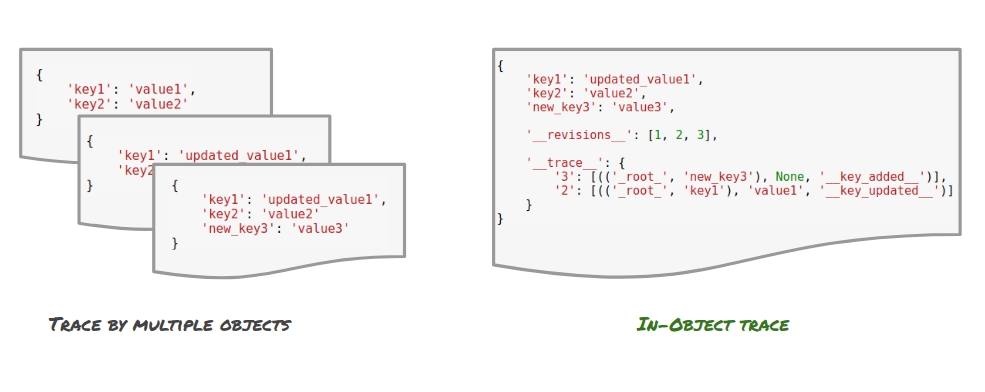 {
'key1': 'value1',
'key2': 'value2'
}
{
'key1': 'updated_value1',
'key2
}
{
'key1': 'updated_value1',
'key2': 'value2'
'new_key3': 'value3'
}
Trace by multiple objects
{
'key1': 'updated_value1',
'key2': 'value2',
'new_key3': 'value3',
'__revisions__': [1, 2, 3],
'__trace__': {
'3': [(('_root_', 'new_key3'), None, '__key_added__')],
'2': [(('_root_', 'key1'), 'value1', '__key_updated__')]
}
}
In-Object trace